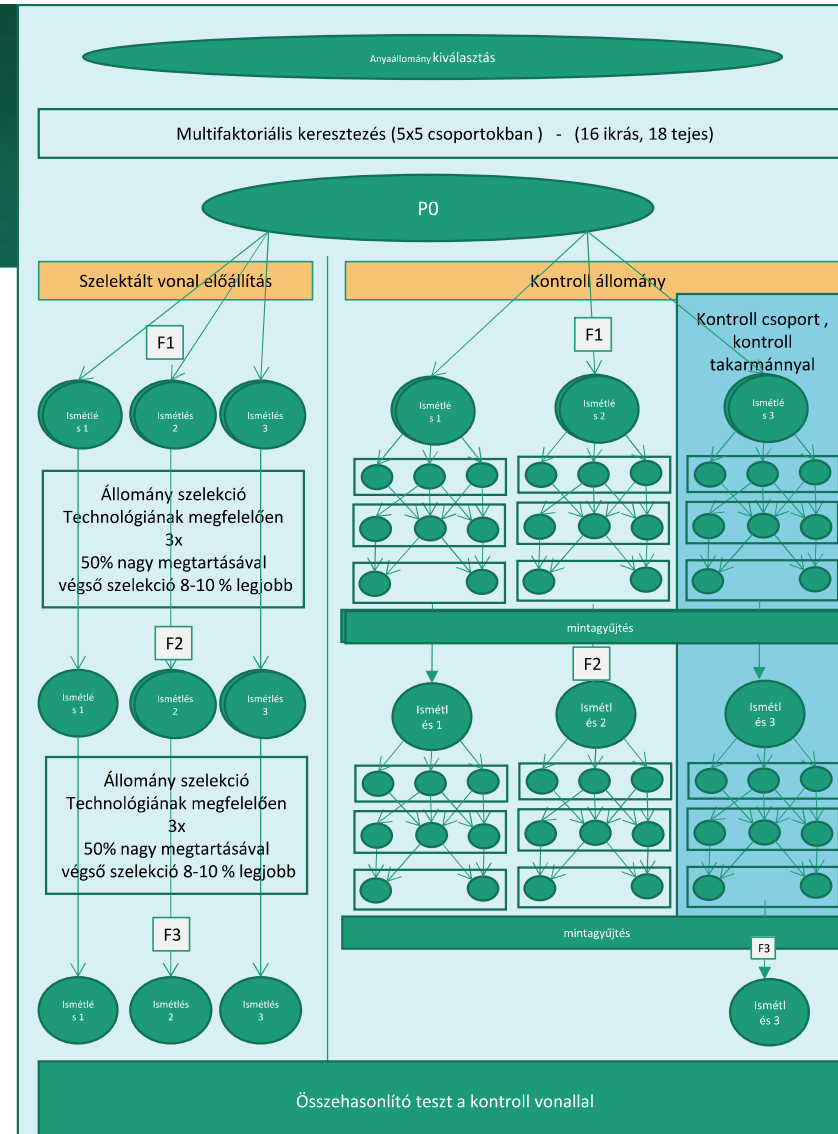 Anyaállomány kiválasztás
Multifaktoriális keresztezés (5x5 csoportokban ) - (16 ikrás, 18 tejes)
P0
Szelektált vonal előállítás
Kontroll állomány
Kontroll csoport ,
kontroll
takarmánnyal
F1
F1
Ismétlé
s 1
Ismétlés
2
Ismétlés
3
Ismétlé
s 1
Ismétlé
s 2
Ismétlé
s 3
Állomány szelekció
Technológiának megfelelően
3x
50% nagy megtartásával
végső szelekció 8-10 % legjobb
mintagyűjtés
F2
F2
Ismétlé
s 1
Ismétlés
2
Ismétlés
3
Ismétl
és 1
Ismétl
és 2
Ismétl
és 3
Állomány szelekció
Technológiának megfelelően
3x
50% nagy megtartásával
végső szelekció 8-10 % legjobb
mintagyűjtés
F3
F3
Ismétlé
s 1
Ismétlés
2
Ismétlés
3
Ismétl
és 3
Összehasonlító teszt a kontroll vonallal